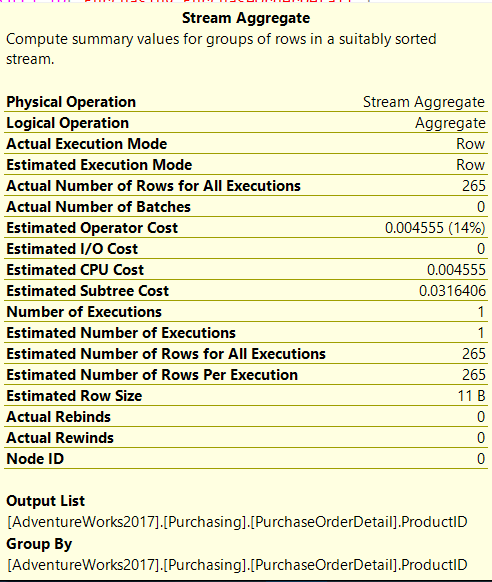 Stream Aggregate
Compute summary values for groups of rows in a suitably sorted
stream.
Physical Operation Stream Aggregate
Logical Operation Aggregate
Actual Execution Mode Row
Estimated Execution Mode Row
Actual Number of Rows for All Executions 265
Actual Number of Batches 0
Estimated Operator Cost 0.004555 (14%)
Estimated I/O Cost 0
Estimated CPU Cost 0.004555
Estimated Subtree Cost 0.0316406
Number of Executions 1
Estimated Number of Executions 1
Estimated Number of Rows for All Executions 265
Estimated Number of Rows Per Execution 265
Estimated Row Size 11 B
Actual Rebinds 0
Actual Rewinds 0
Node ID 0
Output List
[AdventureWorks2017].[Purchasing].[PurchaseOrderDetail].ProductID
Group By
[AdventureWorks2017].[Purchasing].[PurchaseOrderDetail].ProductID